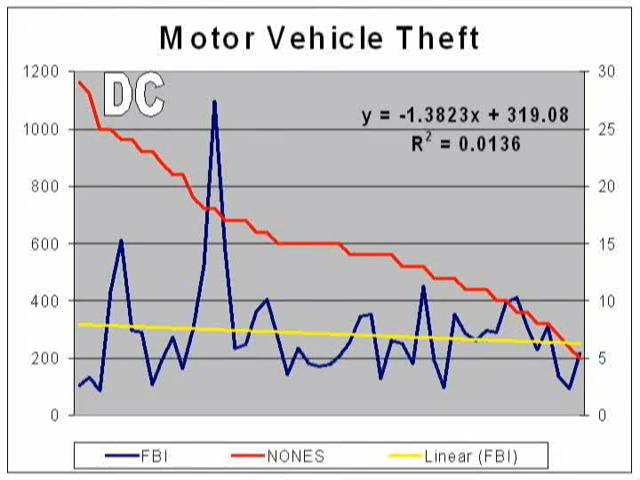 Motor Vehicle Theft
DC
y = -1.3823x + 319.08
R² = 0.0136
1200
1000
800
600
400
200
0
30
25
20
15
10
5
0
FBI
NONES
Linear (FBI)